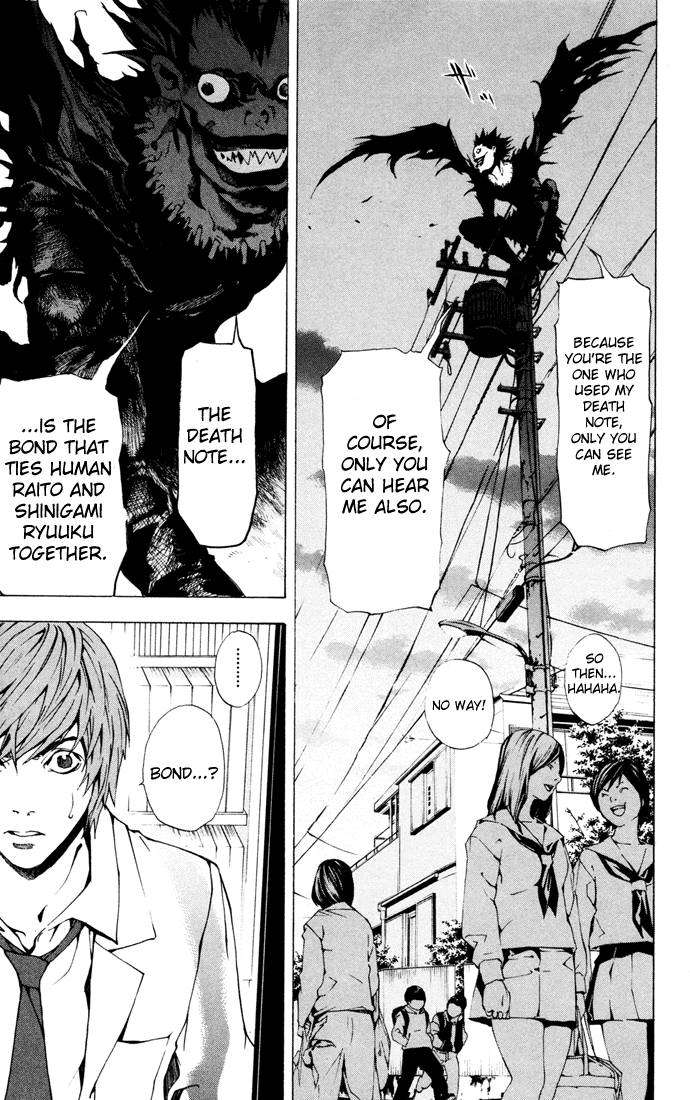 ギ
ッ
BECAUSE
YOU'RE THE
ONE WHO
USED MY
DEATH
NOTE,
ONLY YOU
CAN SEE
ME.
OF
COURSE,
ONLY YOU
CAN HEAR
ME ALSO.
SO
THEN...
HAHAHA.
NO WAY!
THE
DEATH
NOTE...
...IS THE
BOND THAT
TIES HUMAN
RAITO AND
SHINIGAMI
RYUUKU
TOGETHER.
........
BOND...?